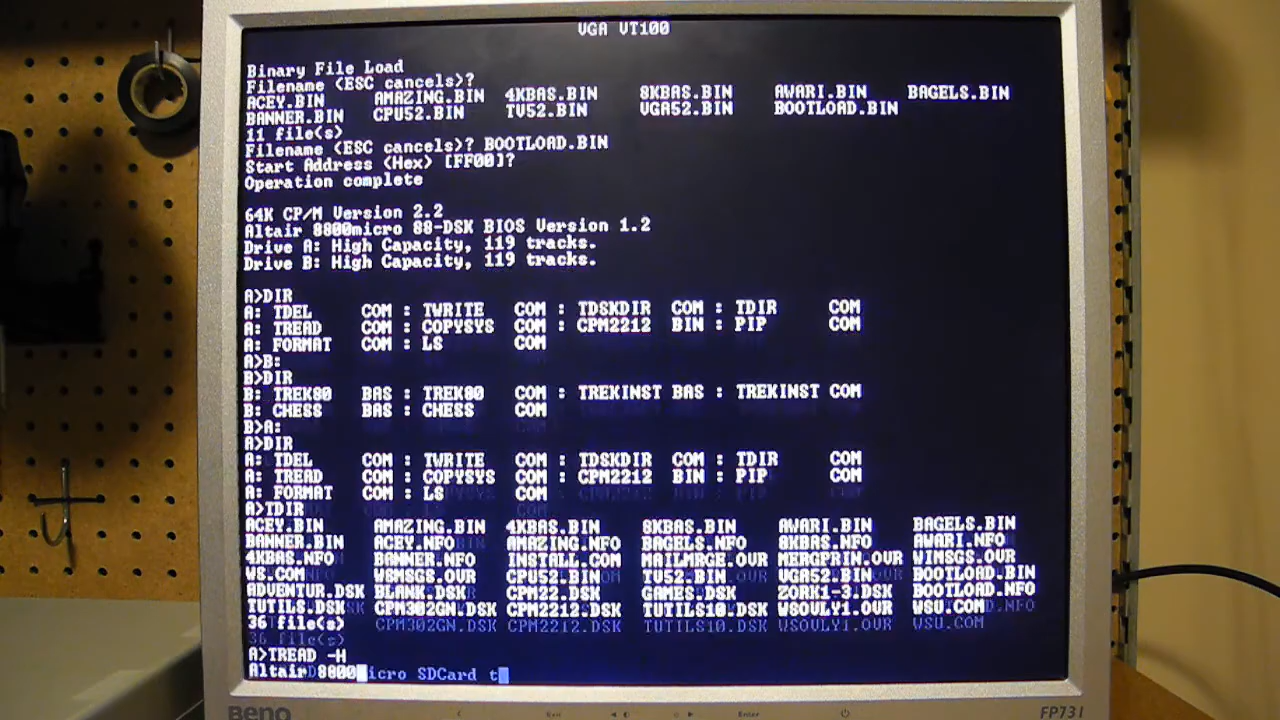 VGA VT100
Binary File Load
Filename (ESC cancels)?
ACEY.BIN AMAZING.BIN 4KBAS.BIN 8KBAS.BIN AWARI.BIN BAGELS.BIN
BANNER.BIN CPU52.BIN TV52.BIN VGA52.BIN BOOTLOAD.BIN
11 file(s)
Filename (ESC cancels)? BOOTLOAD.BIN
Start Address (Hex) [FF00]?
Operation complete
64K CP/M Version 2.2
Altair 8800micro 88-DSK BIOS Version 1.2
Drive A: High Capacity, 119 tracks.
Drive B: High Capacity, 119 tracks.
A>DIR
A: TDEL COM : TWRITE COM : TDSKDIR COM : TDIR COM
A: TREAD COM : COPYSYS COM : CPM2212 BIN : PIP COM
A: FORMAT COM : LS COM
A>B:
B>DIR
B: TREK80 BAS : TREK80 COM : TREKINST BAS : TREKINST COM
B: CHESS BAS : CHESS COM
B>A:
A>DIR
A: TDEL COM : TWRITE COM : TDSKDIR COM : TDIR COM
A: TREAD COM : COPYSYS COM : CPM2212 BIN : PIP COM
A: FORMAT COM : LS COM
A>TDIR
ACEY.BIN AMAZING.BIN 4KBAS.BIN 8KBAS.BIN AWARI.BIN BAGELS.BIN
BANNER.BIN ACEY.NFO AMAZING.NFO BAGELS.NFO 8KBAS.NFO AWARI.NFO
4KBAS.NFO BANNER.NFO INSTALL.COM MAILMRGE.OVR MERGPRIN.OVR WINMSGS.OVR
WS.COM WSMSGS.OVR CPU52.BIN TV52.BIN VGA52.BIN BOOTLOAD.BIN
ADVENTUR.DSK BLANK.DSK CPM22.DSK GAMES.DSK ZORK1-3.DSK BOOTLOAD.NFO
TUTILS.DSK CPM302GN.DSK CPM2212.DSK TUTILS10.DSK WSOVLY1.OVR WSU.COM
36 file(s)
A>TREAD -H
Altair 8800micro SDCard t
BenQ
Exit
Enter
FP731